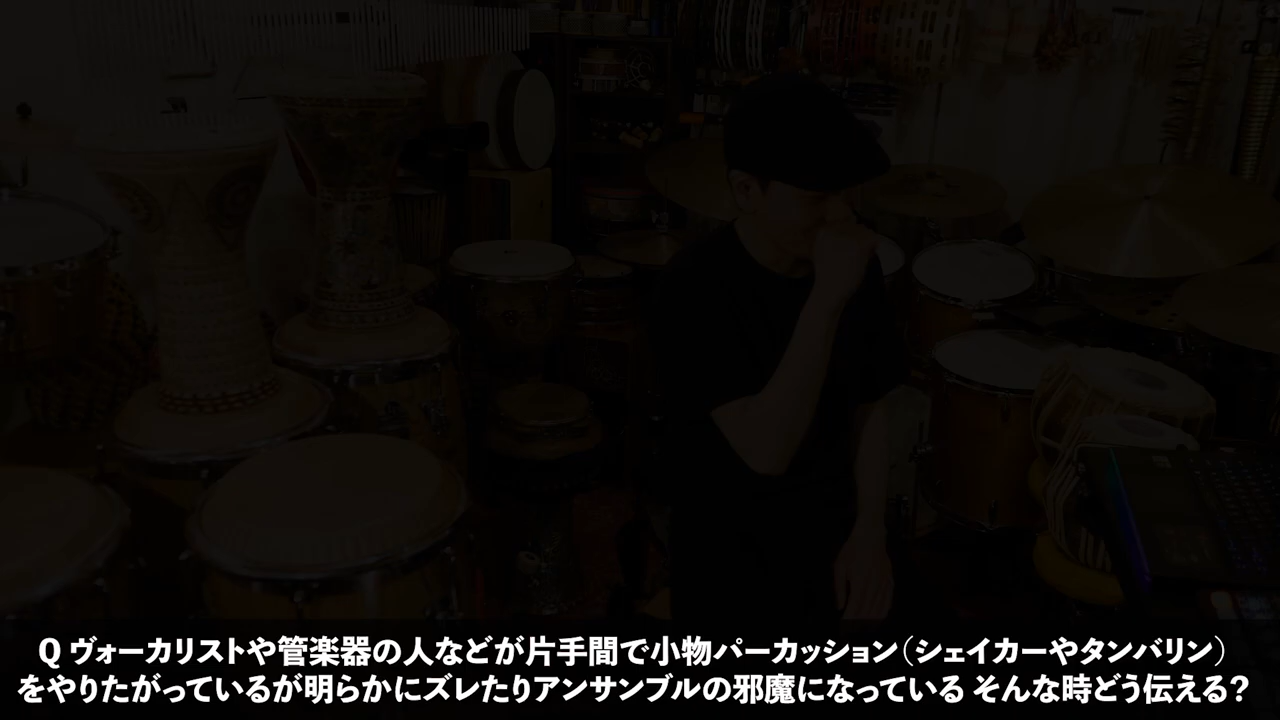 Q ヴォーカリストや管楽器の人などが片手間で小物パーカッション（シェイカーやタンバリン）
をやりたがっているが明らかにズレたりアンサンブルの邪魔になっている そんな時どう伝える？